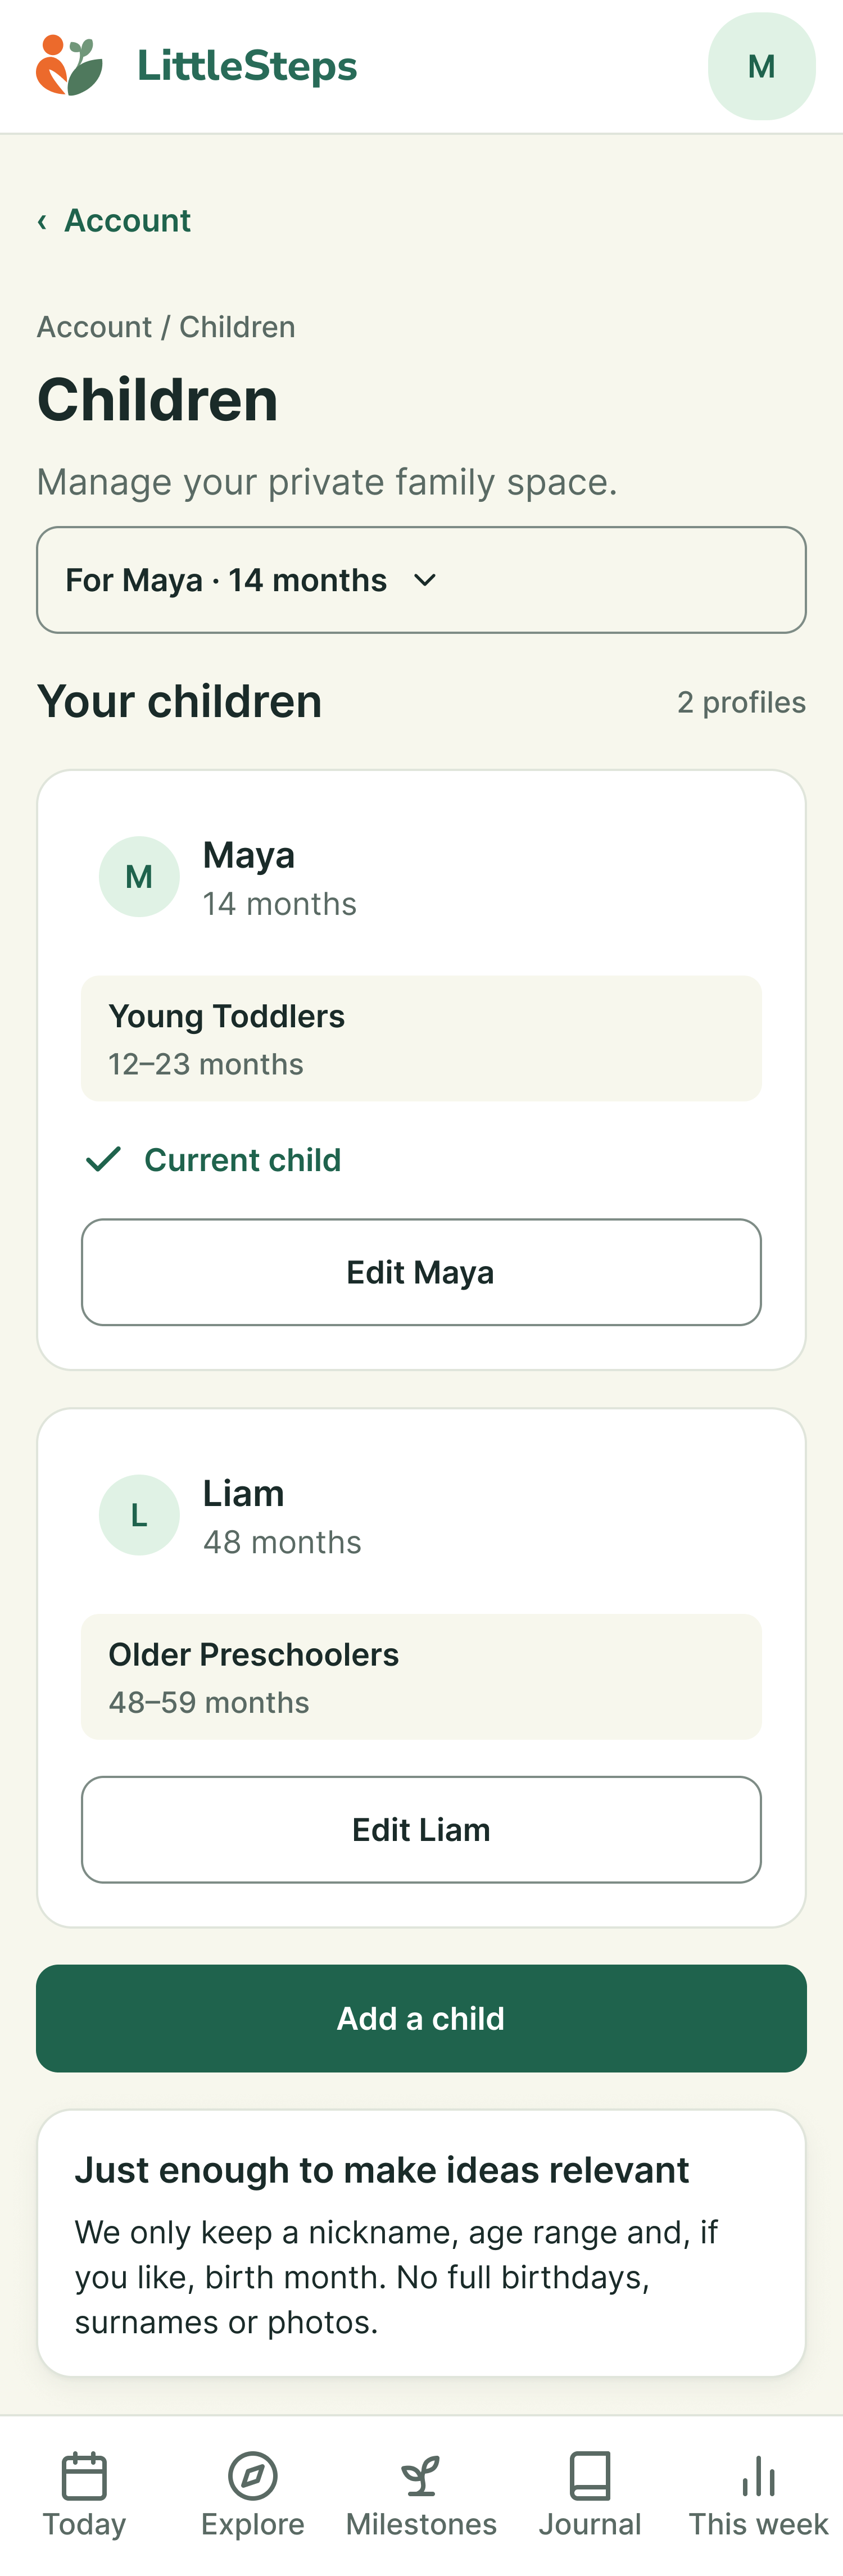 LittleSteps
M
‹ Account
Account / Children
Children
Manage your private family space.
For Maya · 14 months
Your children
2 profiles
M
Maya
14 months
Young Toddlers
12–23 months
Current child
Edit Maya
L
Liam
48 months
Older Preschoolers
48–59 months
Edit Liam
Add a child
Just enough to make ideas relevant
We only keep a nickname, age range and, if
you like, birth month. No full birthdays,
surnames or photos.
Today
Explore
Milestones
Journal
This week